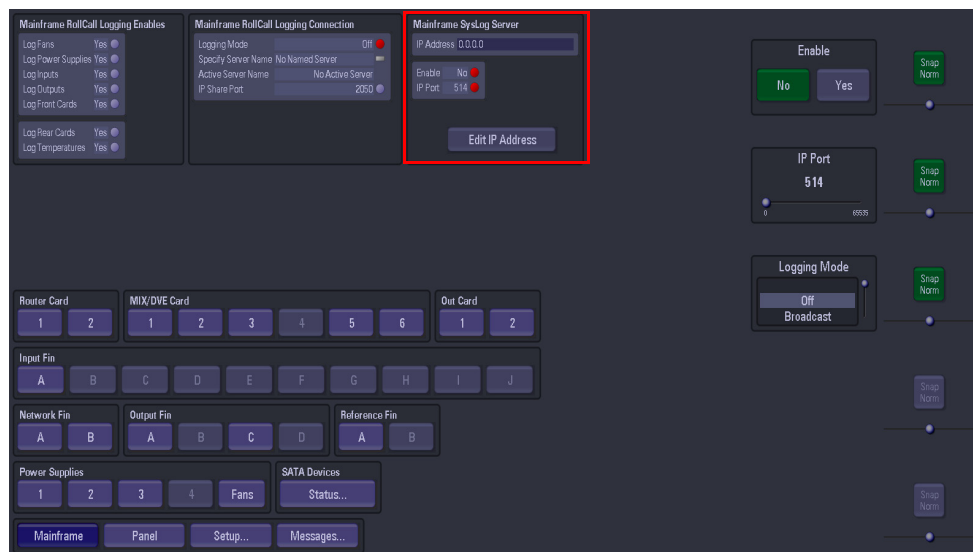 Mainframe RollCall Logging Enables
Log Fans Yes
Log Power Supplies Yes
Log Inputs Yes
Log Outputs Yes
Log Front Cards Yes
Log Rear Cards Yes
Log Temperatures Yes
Mainframe RollCall Logging Connection
Logging Mode Off
Specify Server Name No Named Server
Active Server Name No Active Server
IP Share Port 2050
Mainframe SysLog Server
IP Address 0.0.0.0
Enable No
IP Port 514
Edit IP Address
Enable
No Yes
Snap
Norm
IP Port
514
0 65535
Snap
Norm
Logging Mode
Off
Broadcast
Snap
Norm
Snap
Norm
Snap
Norm
Router Card
1 2
MIX/DVE Card
1 2 3 4 5 6
Out Card
1 2
Input Fin
A B C D E F G H I J
Network Fin
A B
Output Fin
A B C D
Reference Fin
A B
Power Supplies
1 2 3 4 Fans
SATA Devices
Status...
Mainframe Panel Setup... Messages...